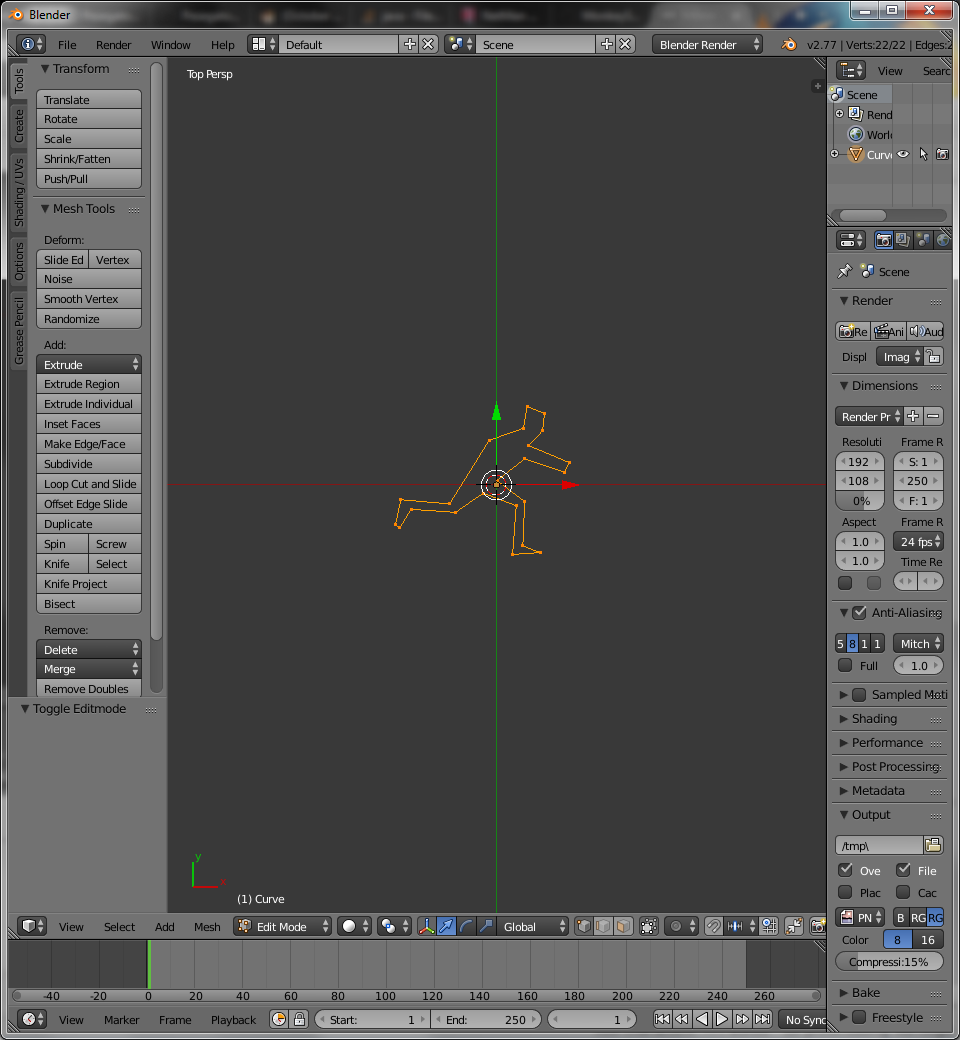 Blender
File Render Window Help Default Scene Blender Render v2.77 | Verts:22/22 | Edges:2
Tools
Create
Shading / UVs
Options
Grease Pencil
Transform
Translate
Rotate
Scale
Shrink/Fatten
Push/Pull
Mesh Tools
Deform:
Slide Ed Vertex
Noise
Smooth Vertex
Randomize
Add:
Extrude
Extrude Region
Extrude Individual
Inset Faces
Make Edge/Face
Subdivide
Loop Cut and Slide
Offset Edge Slide
Duplicate
Spin Screw
Knife Select
Knife Project
Bisect
Remove:
Delete
Merge
Remove Doubles
Toggle Editmode
Top Persp
y
x
(1) Curve
View Searc
Scene
Rend
Worl
Curv
Scene
Render
Re Ani Aud
Displ Imag
Dimensions
Render Pr
Resoluti Frame R
192 S: 1
108 250
0% F: 1
Aspect Frame R
1.0 24 fps
1.0 Time Re
Anti-Aliasing
5 8 1 1 Mitch
Full 1.0
Sampled Moti
Shading
Performance
Post Processing
Metadata
Output
/tmp\
Ove File
Plac Cac
PN B RG RG
Color 8 16
Compressi:15%
Bake
Freestyle
View Select Add Mesh Edit Mode Global
-40 -20 0 20 40 60 80 100 120 140 160 180 200 220 240 260
View Marker Frame Playback Start: 1 End: 250 1 No Sync